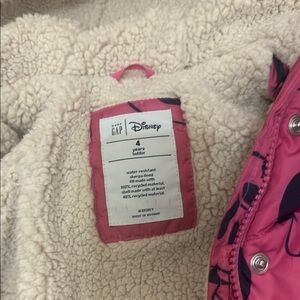 baby
GAP | Disney
4
years
toddler
water resistant
sherpa-lined
fill made with
100% recycled material,
shell made with at least
40% recycled material
©DISNEY